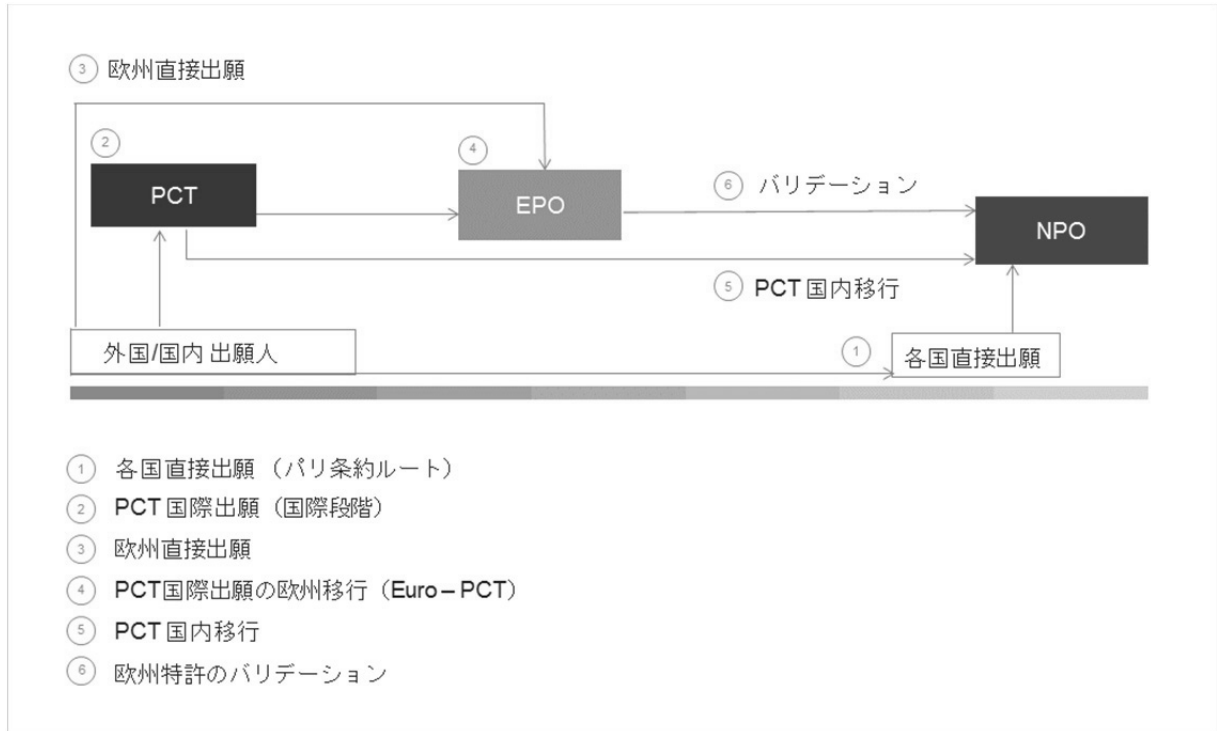 ③ 欧州直接出願
②
④
PCT
EPO
⑥ バリデーション
NPO
⑤ PCT 国内移行
外国/国内 出願人
①
各国直接出願
① 各国直接出願 （パリ条約ルート）
② PCT 国際出願（国際段階）
③ 欧州直接出願
④ PCT国際出願の欧州移行（Euro – PCT）
⑤ PCT 国内移行
⑥ 欧州特許のバリデーション